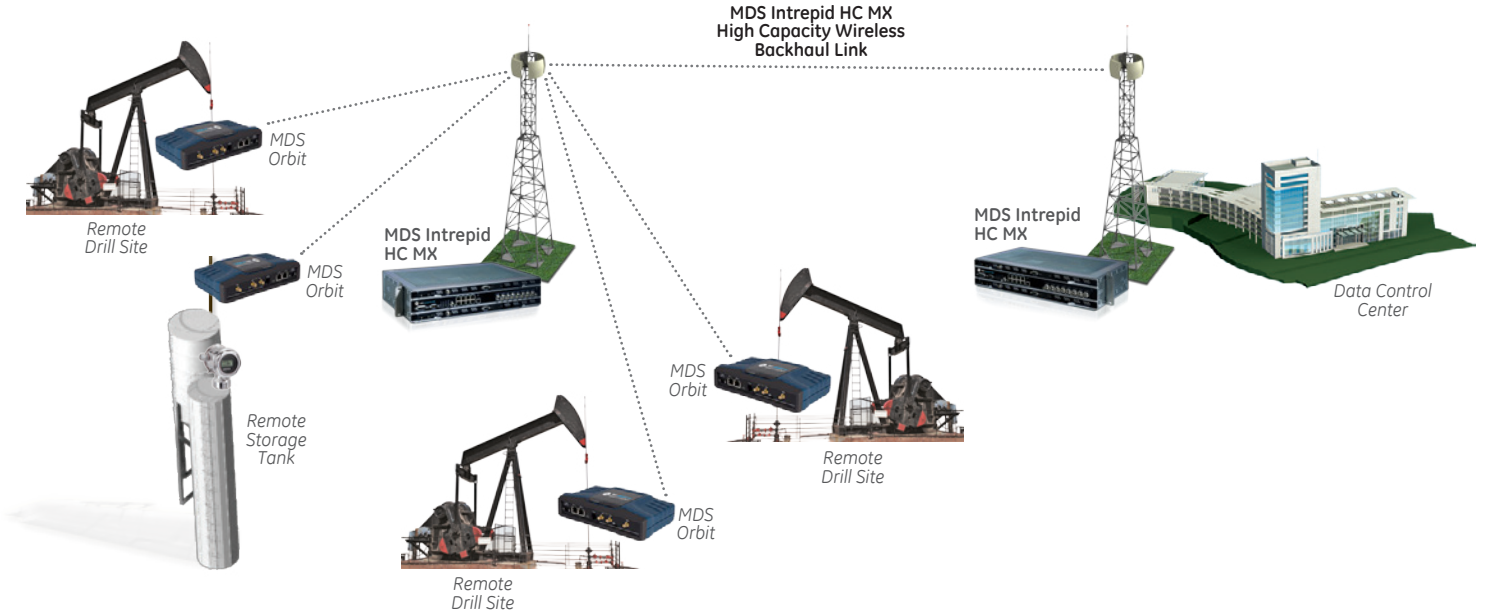 MDS Intrepid HC MX
High Capacity Wireless
Backhaul Link
MDS
Orbit
Remote
Drill Site
MDS
Orbit
MDS Intrepid
HC MX
MDS Intrepid
HC MX
Data Control
Center
MDS
Orbit
Remote
Storage
Tank
Remote
Drill Site
MDS
Orbit
Remote
Drill Site